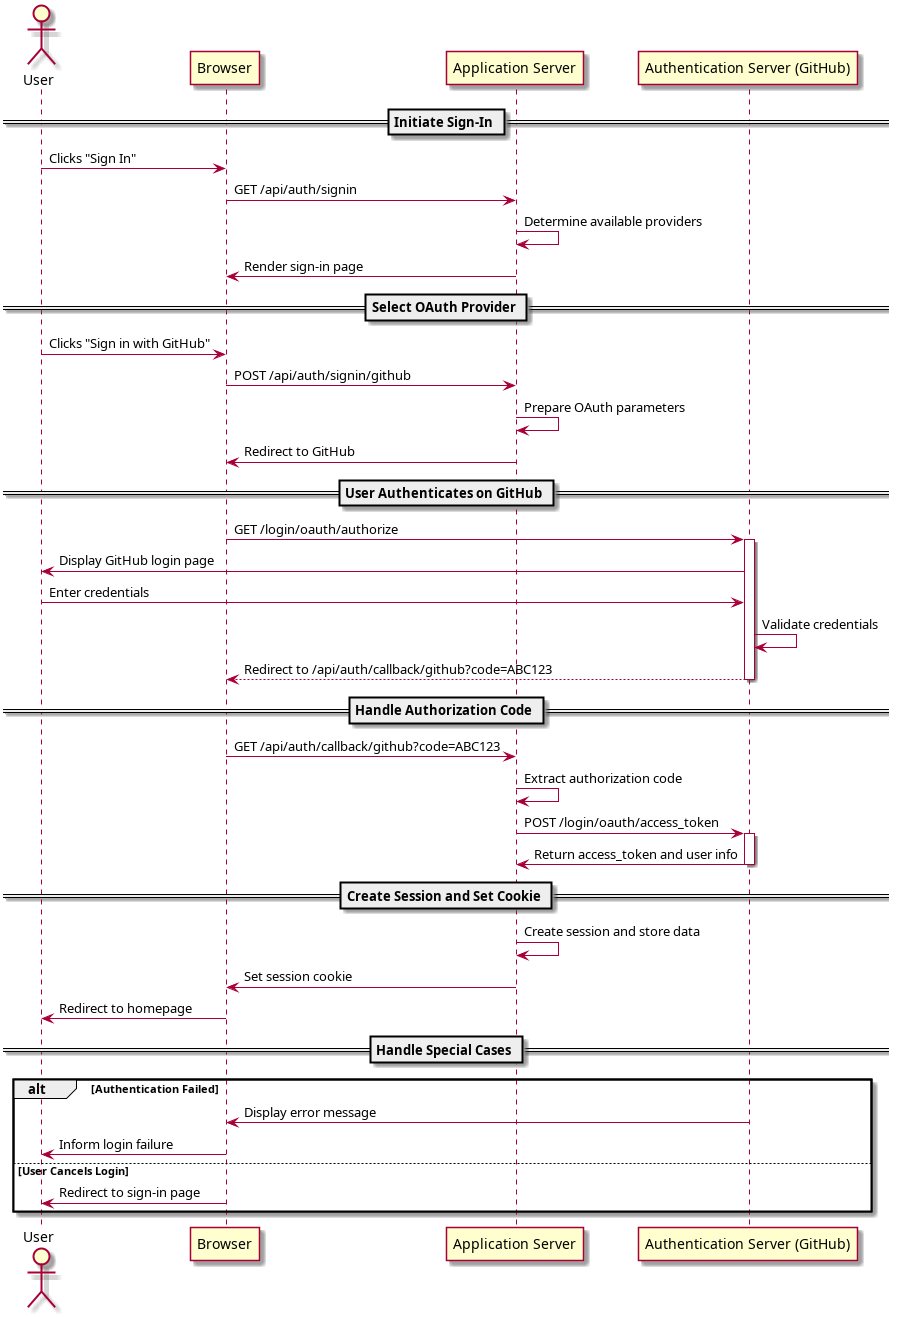 User
Browser
Application Server
Authentication Server (GitHub)
Initiate Sign-In
Clicks "Sign In"
GET /api/auth/signin
Determine available providers
Render sign-in page
Select OAuth Provider
Clicks "Sign in with GitHub"
POST /api/auth/signin/github
Prepare OAuth parameters
Redirect to GitHub
User Authenticates on GitHub
GET /login/oauth/authorize
Display GitHub login page
Enter credentials
Validate credentials
Redirect to /api/auth/callback/github?code=ABC123
Handle Authorization Code
GET /api/auth/callback/github?code=ABC123
Extract authorization code
POST /login/oauth/access_token
Return access_token and user info
Create Session and Set Cookie
Create session and store data
Set session cookie
Redirect to homepage
Handle Special Cases
alt
[Authentication Failed]
Display error message
Inform login failure
[User Cancels Login]
Redirect to sign-in page
User
Browser
Application Server
Authentication Server (GitHub)